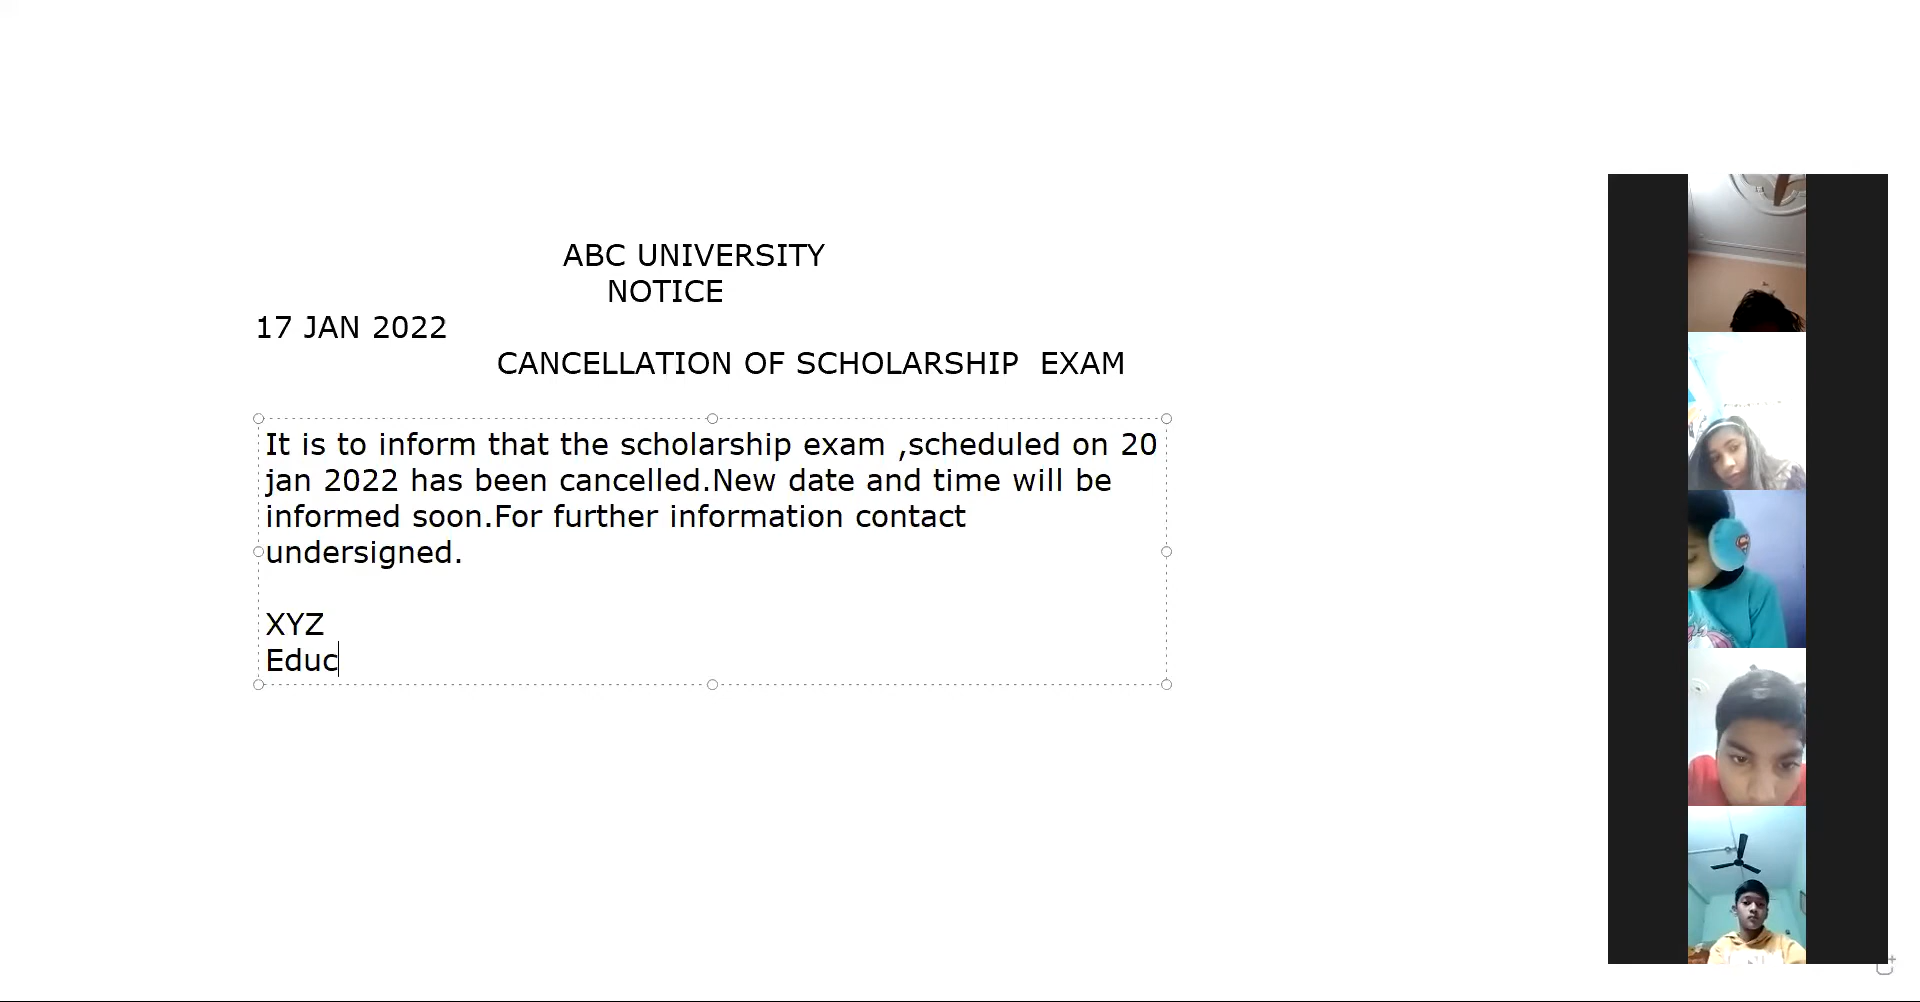 ABC UNIVERSITY
NOTICE
17 JAN 2022
CANCELLATION OF SCHOLARSHIP  EXAM
It is to inform that the scholarship exam ,scheduled on 20
jan 2022 has been cancelled.New date and time will be
informed soon.For further information contact
undersigned.
XYZ
Educ